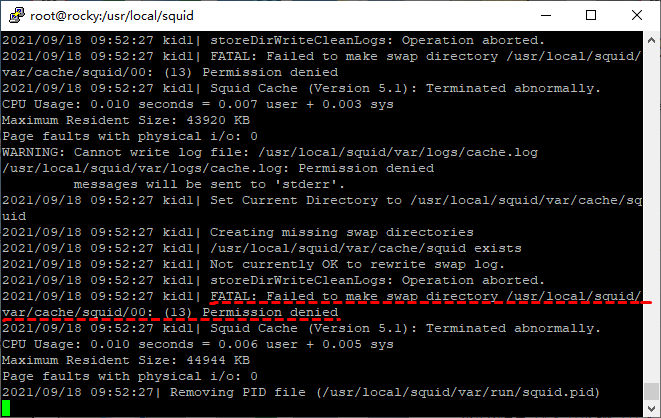 root@rocky:/usr/local/squid
2021/09/18 09:52:27 kid1| storeDirWriteCleanLogs: Operation aborted.
2021/09/18 09:52:27 kid1| FATAL: Failed to make swap directory /usr/local/squid/
var/cache/squid/00: (13) Permission denied
2021/09/18 09:52:27 kid1| Squid Cache (Version 5.1): Terminated abnormally.
CPU Usage: 0.010 seconds = 0.007 user + 0.003 sys
Maximum Resident Size: 43920 KB
Page faults with physical i/o: 0
WARNING: Cannot write log file: /usr/local/squid/var/logs/cache.log
/usr/local/squid/var/logs/cache.log: Permission denied
        messages will be sent to 'stderr'.
2021/09/18 09:52:27 kid1| Set Current Directory to /usr/local/squid/var/cache/sq
uid
2021/09/18 09:52:27 kid1| Creating missing swap directories
2021/09/18 09:52:27 kid1| /usr/local/squid/var/cache/squid exists
2021/09/18 09:52:27 kid1| Not currently OK to rewrite swap log.
2021/09/18 09:52:27 kid1| storeDirWriteCleanLogs: Operation aborted.
2021/09/18 09:52:27 kid1| FATAL: Failed to make swap directory /usr/local/squid/
var/cache/squid/00: (13) Permission denied
2021/09/18 09:52:27 kid1| Squid Cache (Version 5.1): Terminated abnormally.
CPU Usage: 0.010 seconds = 0.006 user + 0.005 sys
Maximum Resident Size: 44944 KB
Page faults with physical i/o: 0
2021/09/18 09:52:27| Removing PID file (/usr/local/squid/var/run/squid.pid)